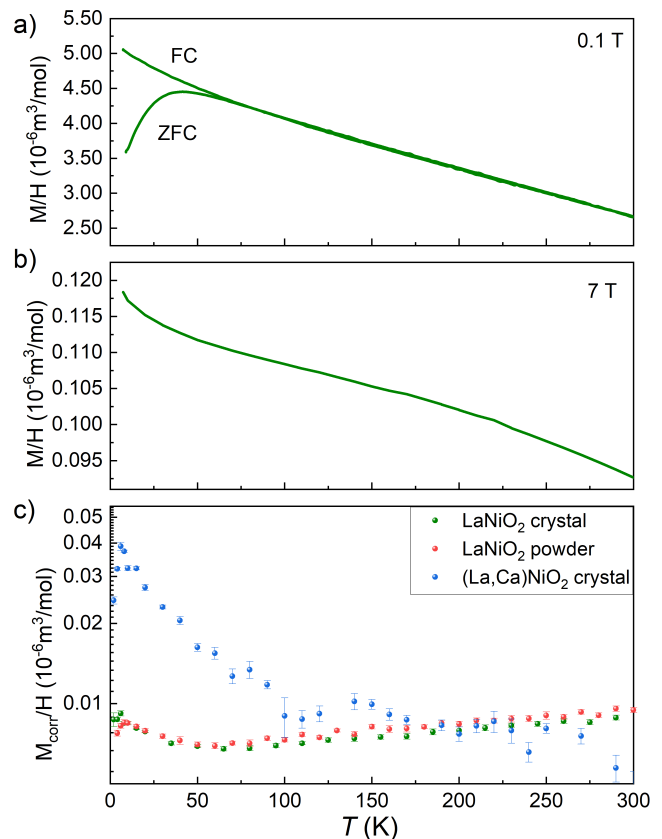 a)
5.50
5.00
4.50
4.00
3.50
3.00
2.50
M/H (10⁻⁶m³/mol)
FC
ZFC
0.1 T
b)
0.120
0.115
0.110
0.105
0.100
0.095
M/H (10⁻⁶m³/mol)
7 T
c)
0.05
0.04
0.03
0.02
0.01
M_corr/H (10⁻⁶m³/mol)
LaNiO₂ crystal
LaNiO₂ powder
(La,Ca)NiO₂ crystal
0 50 100 150 200 250 300
T (K)